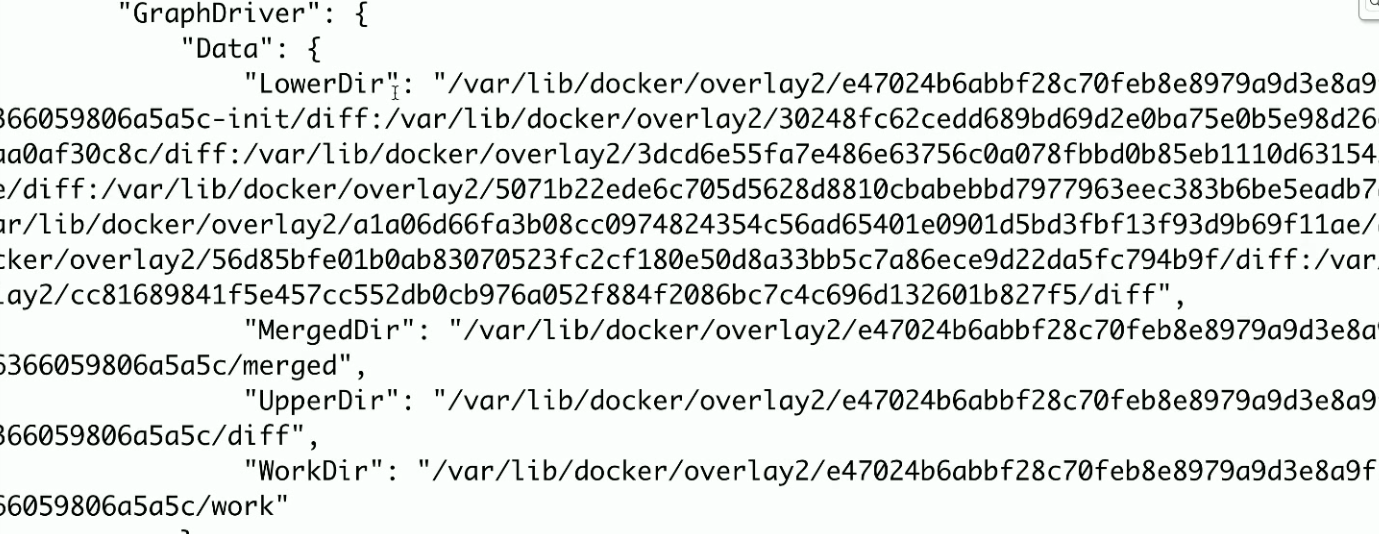 "GraphDriver": {
"Data": {
"LowerDir": "/var/lib/docker/overlay2/e47024b6abbf28c70feb8e8979a9d3e8a9
366059806a5a5c-init/diff:/var/lib/docker/overlay2/30248fc62cedd689bd69d2e0ba75e0b5e98d26
aa0af30c8c/diff:/var/lib/docker/overlay2/3dcd6e55fa7e486e63756c0a078fbbd0b85eb1110d63154
e/diff:/var/lib/docker/overlay2/5071b22ede6c705d5628d8810cbabebbd7977963eec383b6be5eadb7
ar/lib/docker/overlay2/a1a06d66fa3b08cc0974824354c56ad65401e0901d5bd3fbf13f93d9b69f11ae/
cker/overlay2/56d85bfe01b0ab83070523fc2cf180e50d8a33bb5c7a86ece9d22da5fc794b9f/diff:/var
lay2/cc81689841f5e457cc552db0cb976a052f884f2086bc7c4c696d132601b827f5/diff",
"MergedDir": "/var/lib/docker/overlay2/e47024b6abbf28c70feb8e8979a9d3e8a
6366059806a5a5c/merged",
"UpperDir": "/var/lib/docker/overlay2/e47024b6abbf28c70feb8e8979a9d3e8a9
366059806a5a5c/diff",
"WorkDir": "/var/lib/docker/overlay2/e47024b6abbf28c70feb8e8979a9d3e8a9f
66059806a5a5c/work"